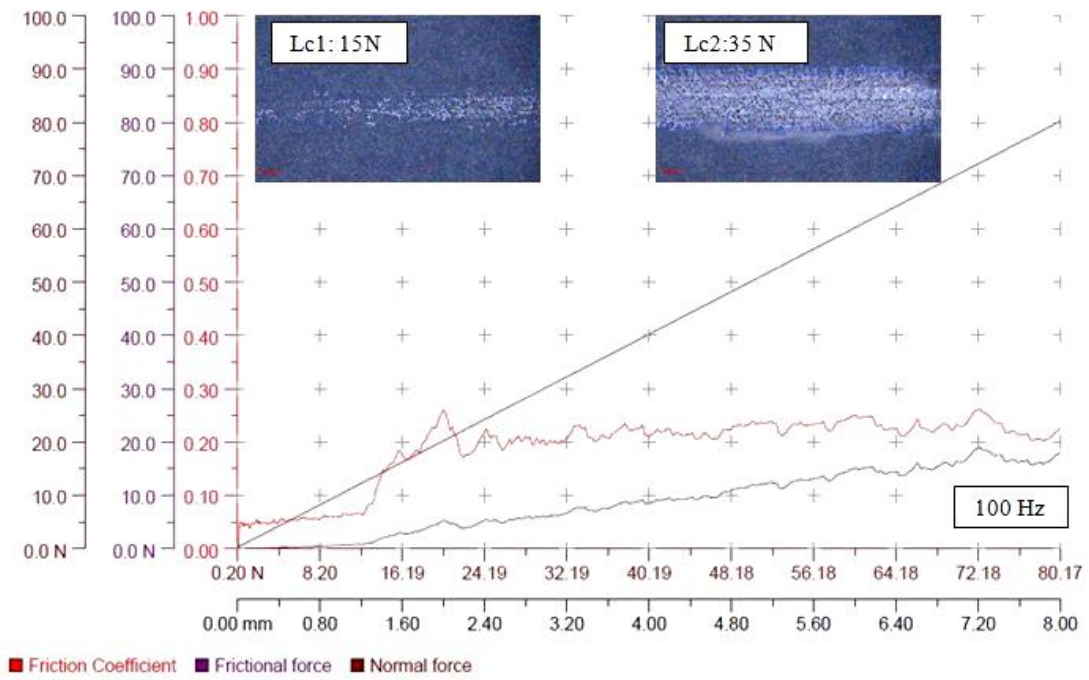 100.0 100.0 1.00
90.0 90.0 0.90
80.0 80.0 0.80
70.0 70.0 0.70
60.0 60.0 0.60
50.0 50.0 0.50
40.0 40.0 0.40
30.0 30.0 0.30
20.0 20.0 0.20
10.0 10.0 0.10
0.0 N 0.0 N 0.00
Lc1: 15N
Lc2:35 N
100 Hz
0.20 N 8.20 16.19 24.19 32.19 40.19 48.18 56.18 64.18 72.18 80.17
0.00 mm 0.80 1.60 2.40 3.20 4.00 4.80 5.60 6.40 7.20 8.00
Friction Coefficient Frictional force Normal force